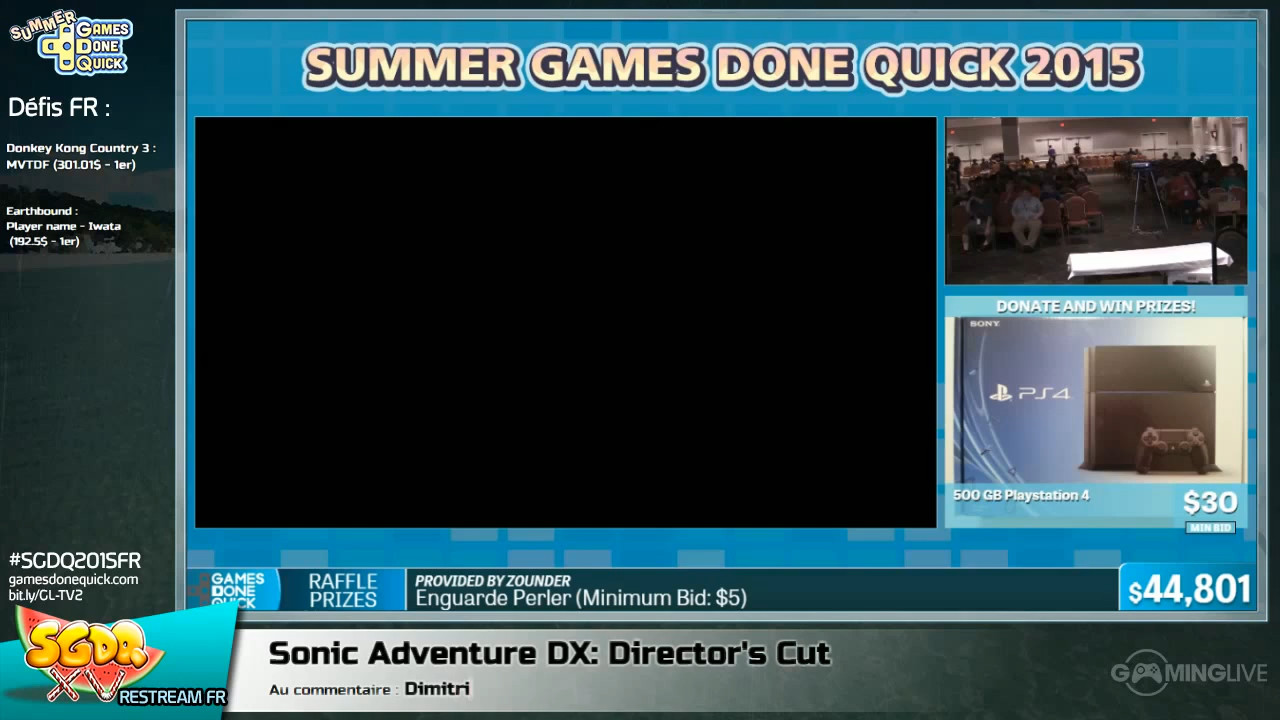 SUMMER
GAMES
DONE
QUICK
Défis FR :
Donkey Kong Country 3 :
MVTDF (301.01$ - 1er)
Earthbound :
Player name - Iwata
(192.5$ - 1er)
#SGDQ2015FR
gamesdonequick.com
bit.ly/GL-TV2
SUMMER GAMES DONE QUICK 2015
DONATE AND WIN PRIZES!
SONY
PS4
500 GB Playstation 4
$30
MIN BID
GAMES
DONE
QUICK
RAFFLE
PRIZES
PROVIDED BY ZOUNDER
Enguarde Perler (Minimum Bid: $5)
$44,801
SGDQ
XV
RESTREAM FR
Sonic Adventure DX: Director's Cut
Au commentaire : Dimitri
GAMINGLIVE